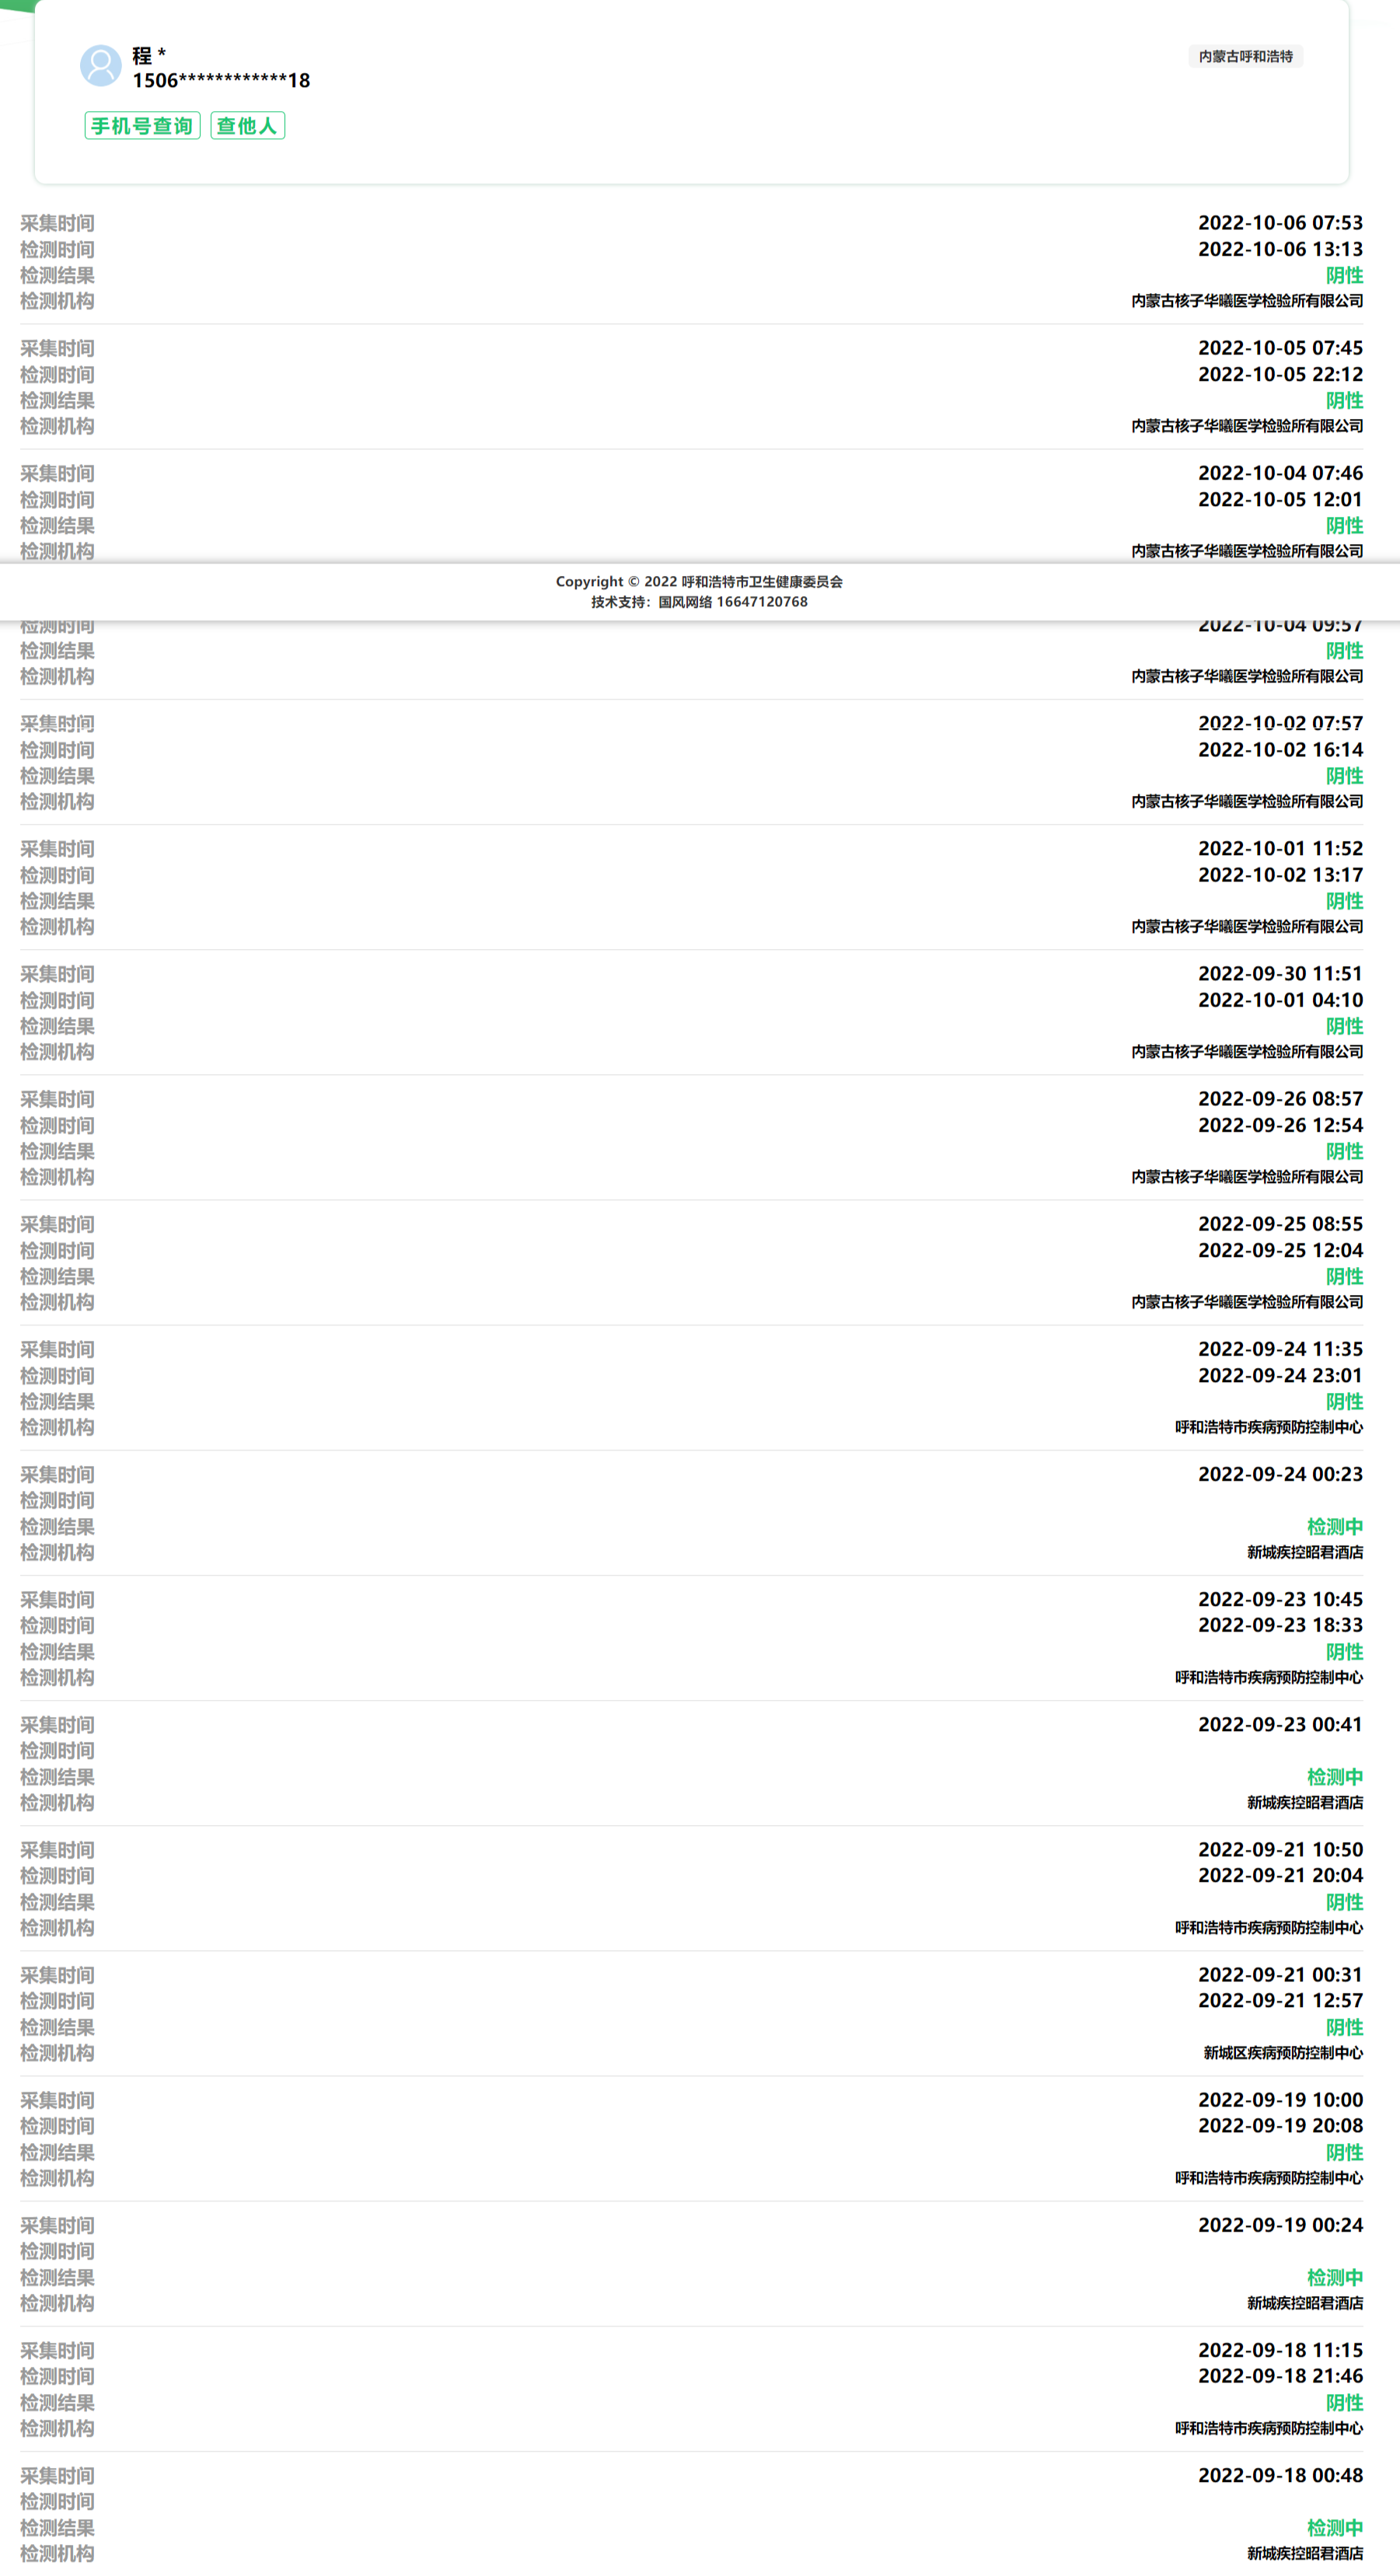 程 *
1506************18
内蒙古呼和浩特
手机号查询 查他人
采集时间 2022-10-06 07:53
检测时间 2022-10-06 13:13
检测结果 阴性
检测机构 内蒙古核子华曦医学检验所有限公司
采集时间 2022-10-05 07:45
检测时间 2022-10-05 22:12
检测结果 阴性
检测机构 内蒙古核子华曦医学检验所有限公司
采集时间 2022-10-04 07:46
检测时间 2022-10-05 12:01
检测结果 阴性
检测机构 内蒙古核子华曦医学检验所有限公司
Copyright © 2022 呼和浩特市卫生健康委员会
技术支持：国风网络 16647120768
检测时间 2022-10-04 09:57
检测结果 阴性
检测机构 内蒙古核子华曦医学检验所有限公司
采集时间 2022-10-02 07:57
检测时间 2022-10-02 16:14
检测结果 阴性
检测机构 内蒙古核子华曦医学检验所有限公司
采集时间 2022-10-01 11:52
检测时间 2022-10-02 13:17
检测结果 阴性
检测机构 内蒙古核子华曦医学检验所有限公司
采集时间 2022-09-30 11:51
检测时间 2022-10-01 04:10
检测结果 阴性
检测机构 内蒙古核子华曦医学检验所有限公司
采集时间 2022-09-26 08:57
检测时间 2022-09-26 12:54
检测结果 阴性
检测机构 内蒙古核子华曦医学检验所有限公司
采集时间 2022-09-25 08:55
检测时间 2022-09-25 12:04
检测结果 阴性
检测机构 内蒙古核子华曦医学检验所有限公司
采集时间 2022-09-24 11:35
检测时间 2022-09-24 23:01
检测结果 阴性
检测机构 呼和浩特市疾病预防控制中心
采集时间 2022-09-24 00:23
检测时间
检测结果 检测中
检测机构 新城疾控昭君酒店
采集时间 2022-09-23 10:45
检测时间 2022-09-23 18:33
检测结果 阴性
检测机构 呼和浩特市疾病预防控制中心
采集时间 2022-09-23 00:41
检测时间
检测结果 检测中
检测机构 新城疾控昭君酒店
采集时间 2022-09-21 10:50
检测时间 2022-09-21 20:04
检测结果 阴性
检测机构 呼和浩特市疾病预防控制中心
采集时间 2022-09-21 00:31
检测时间 2022-09-21 12:57
检测结果 阴性
检测机构 新城区疾病预防控制中心
采集时间 2022-09-19 10:00
检测时间 2022-09-19 20:08
检测结果 阴性
检测机构 呼和浩特市疾病预防控制中心
采集时间 2022-09-19 00:24
检测时间
检测结果 检测中
检测机构 新城疾控昭君酒店
采集时间 2022-09-18 11:15
检测时间 2022-09-18 21:46
检测结果 阴性
检测机构 呼和浩特市疾病预防控制中心
采集时间 2022-09-18 00:48
检测时间
检测结果 检测中
检测机构 新城疾控昭君酒店